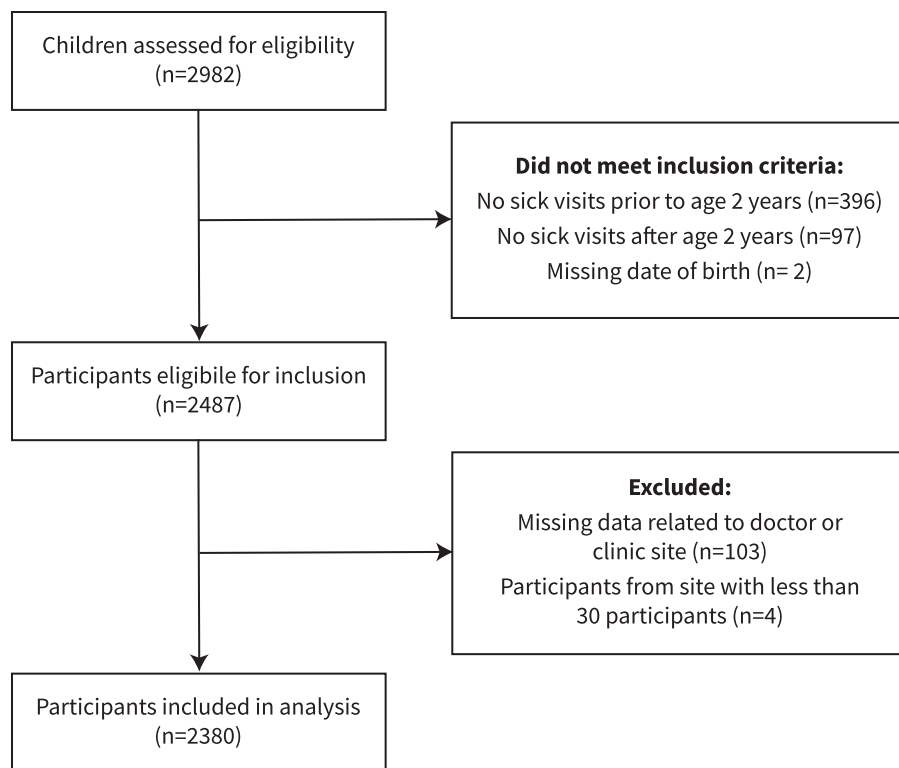 Children assessed for eligibility
(n=2982)
Did not meet inclusion criteria:
No sick visits prior to age 2 years (n=396)
No sick visits after age 2 years (n=97)
Missing date of birth (n= 2)
Participants eligibile for inclusion
(n=2487)
Excluded:
Missing data related to doctor or
clinic site (n=103)
Participants from site with less than
30 participants (n=4)
Participants included in analysis
(n=2380)